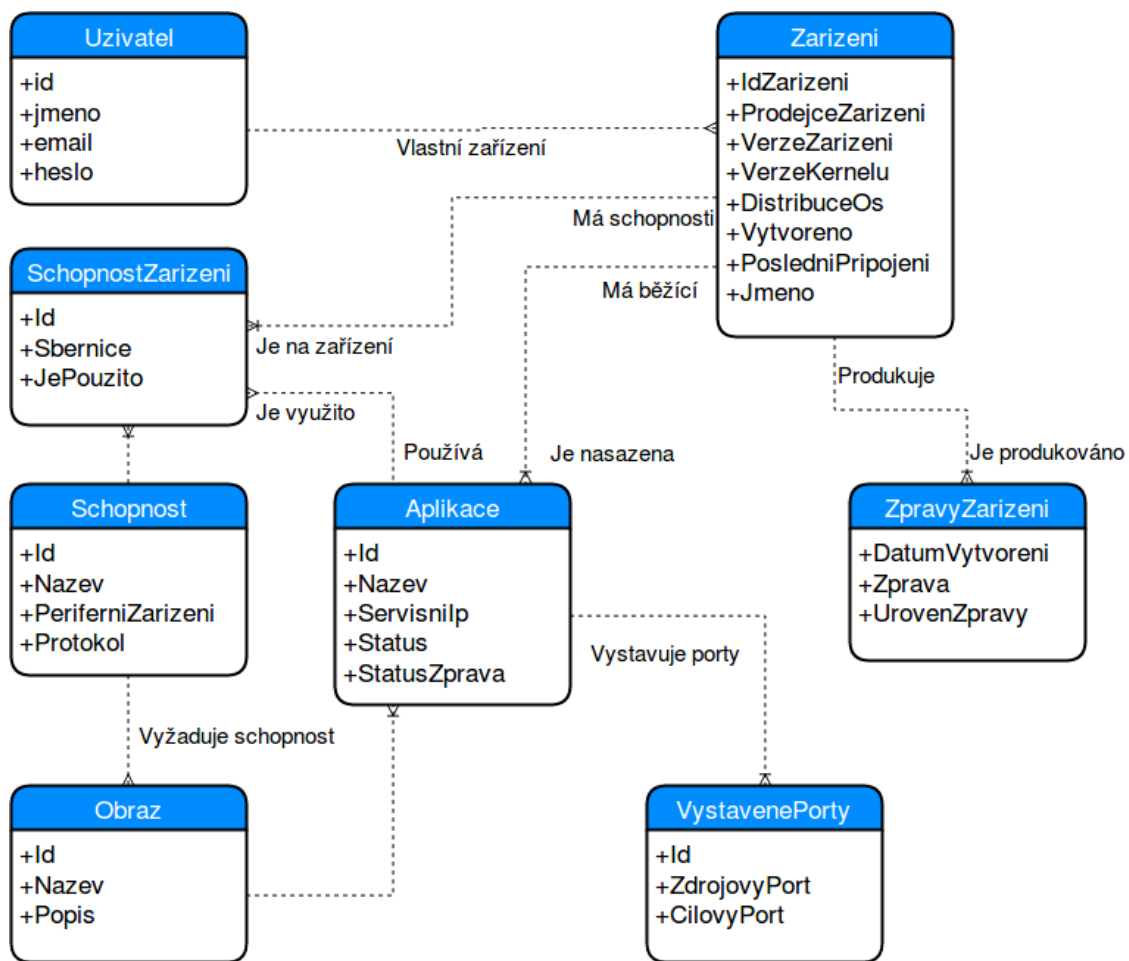 Uzivatel
+id
+jmeno
+email
+heslo
Vlastní zařízení
Zarizeni
+IdZarizeni
+ProdejceZarizeni
+VerzeZarizeni
+VerzeKernelu
+DistribuceOs
+Vytvoreno
+PosledniPripojeni
+Jmeno
Má schopnosti
Má běžící
SchopnostZarizeni
+Id
+Sbernice
+JePouzito
Je na zařízení
Je využito
Používá
Je nasazena
Produkuje
Je produkováno
Schopnost
+Id
+Nazev
+PeriferniZarizeni
+Protokol
Aplikace
+Id
+Nazev
+ServisniIp
+Status
+StatusZprava
ZpravyZarizeni
+DatumVytvoreni
+Zprava
+UrovenZpravy
Vystavuje porty
Vyžaduje schopnost
Obraz
+Id
+Nazev
+Popis
VystavenePorty
+Id
+ZdrojovyPort
+CilovyPort